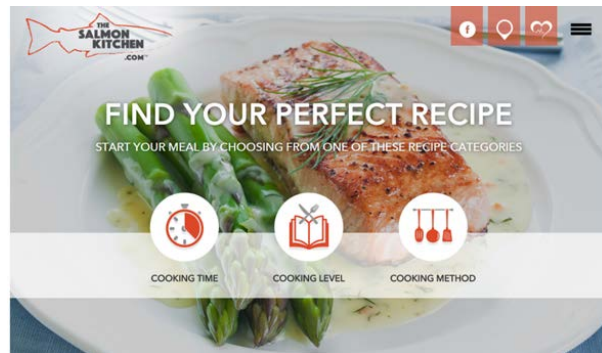 THE
SALMON
KITCHEN
.COM
FIND YOUR PERFECT RECIPE
START YOUR MEAL BY CHOOSING FROM ONE OF THESE RECIPE CATEGORIES
COOKING TIME
COOKING LEVEL
COOKING METHOD